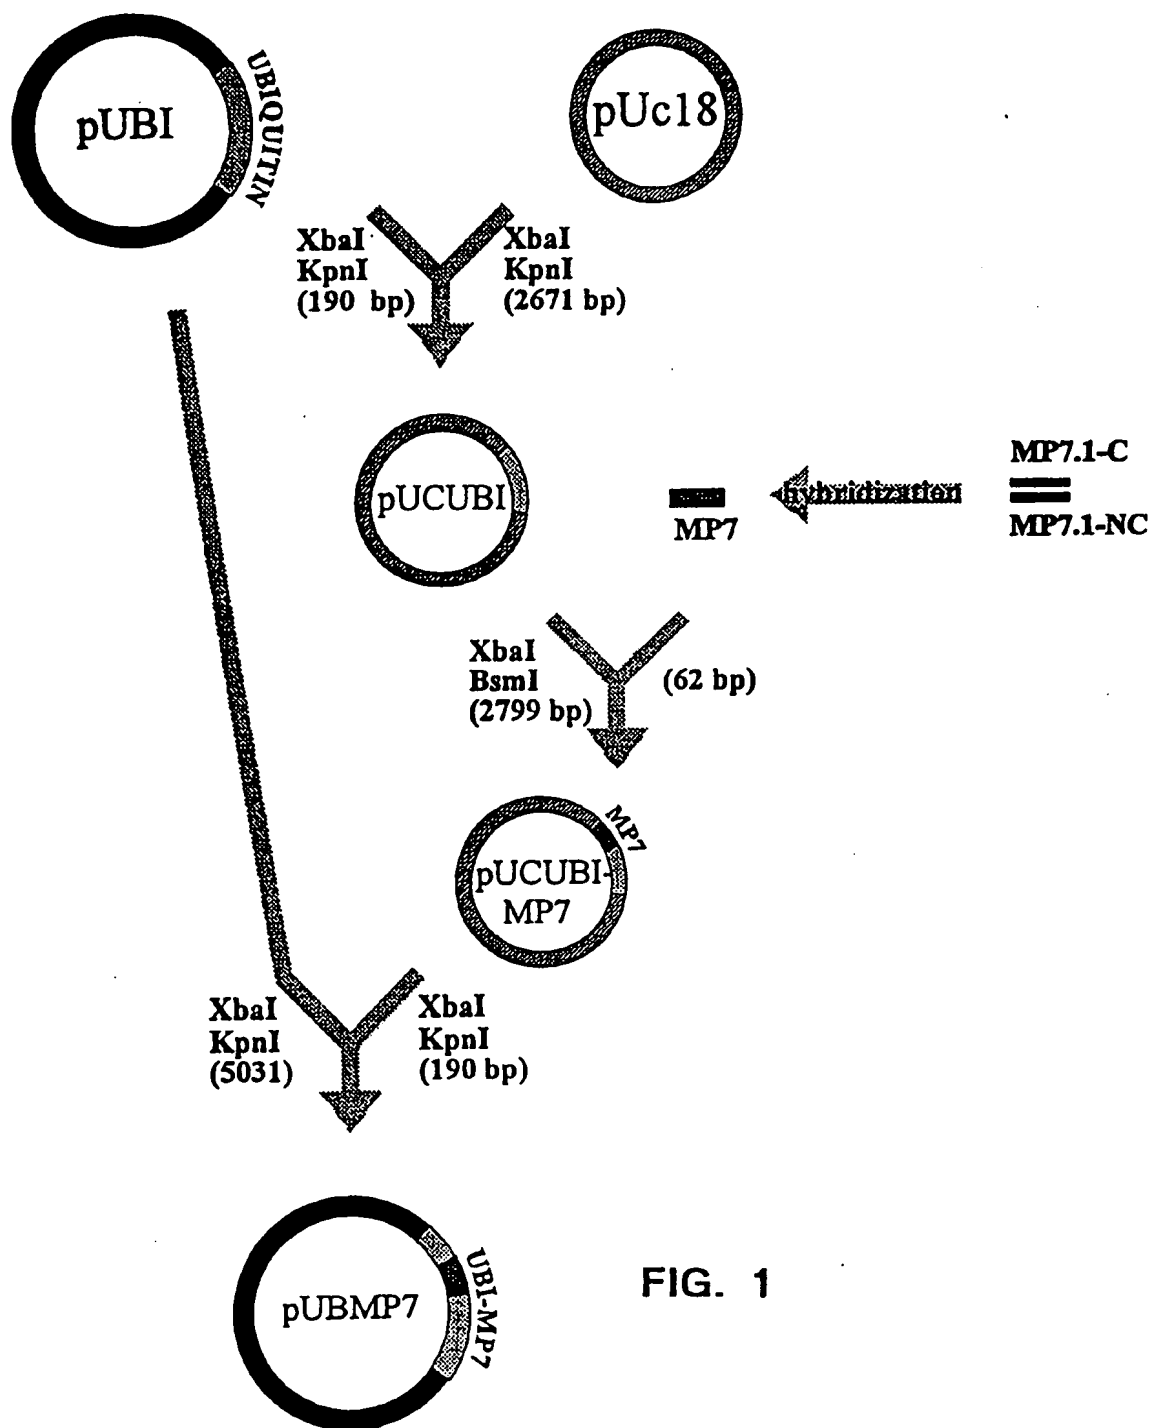 pUBI
UBIQUITIN
pUc18
XbaI
KpnI
(190 bp)
XbaI
KpnI
(2671 bp)
pUCUBI
MP7
hybridization
MP7.1-C
MP7.1-NC
XbaI
BsmI
(2799 bp)
(62 bp)
MP7
pUCUBI-
MP7
XbaI
KpnI
(5031)
XbaI
KpnI
(190 bp)
pUBMP7
UBI-MP7
FIG. 1